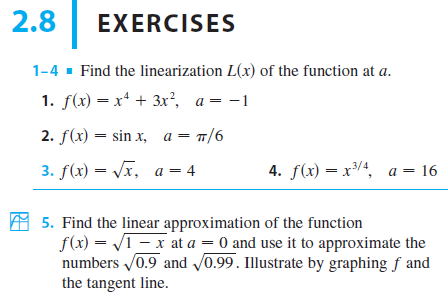 2.8 EXERCISES
1–4 ▪ Find the linearization L(x) of the function at a.
1. f(x) = x⁴ + 3x², a = −1
2. f(x) = sin x, a = π/6
3. f(x) = √x, a = 4 4. f(x) = x^{3/4}, a = 16
5. Find the linear approximation of the function
f(x) = √(1 − x) at a = 0 and use it to approximate the
numbers √0.9 and √0.99. Illustrate by graphing f and
the tangent line.